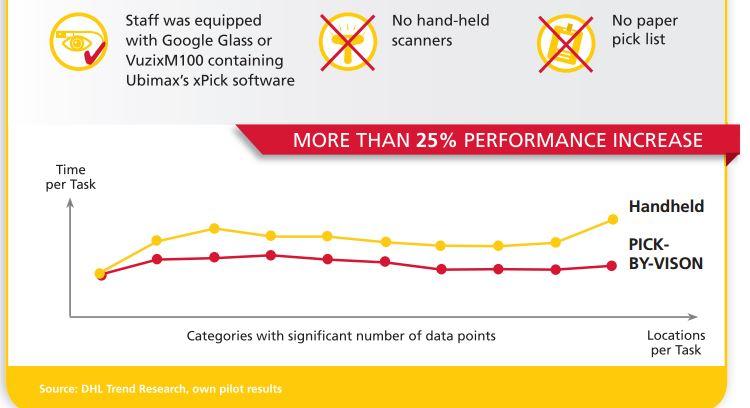 Staff was equipped
with Google Glass or
VuzixM100 containing
Ubimax's xPick software
No hand-held
scanners
No paper
pick list
MORE THAN 25% PERFORMANCE INCREASE
Time
per Task
Handheld
PICK-
BY-VISON
Categories with significant number of data points
Locations
per Task
Source: DHL Trend Research, own pilot results